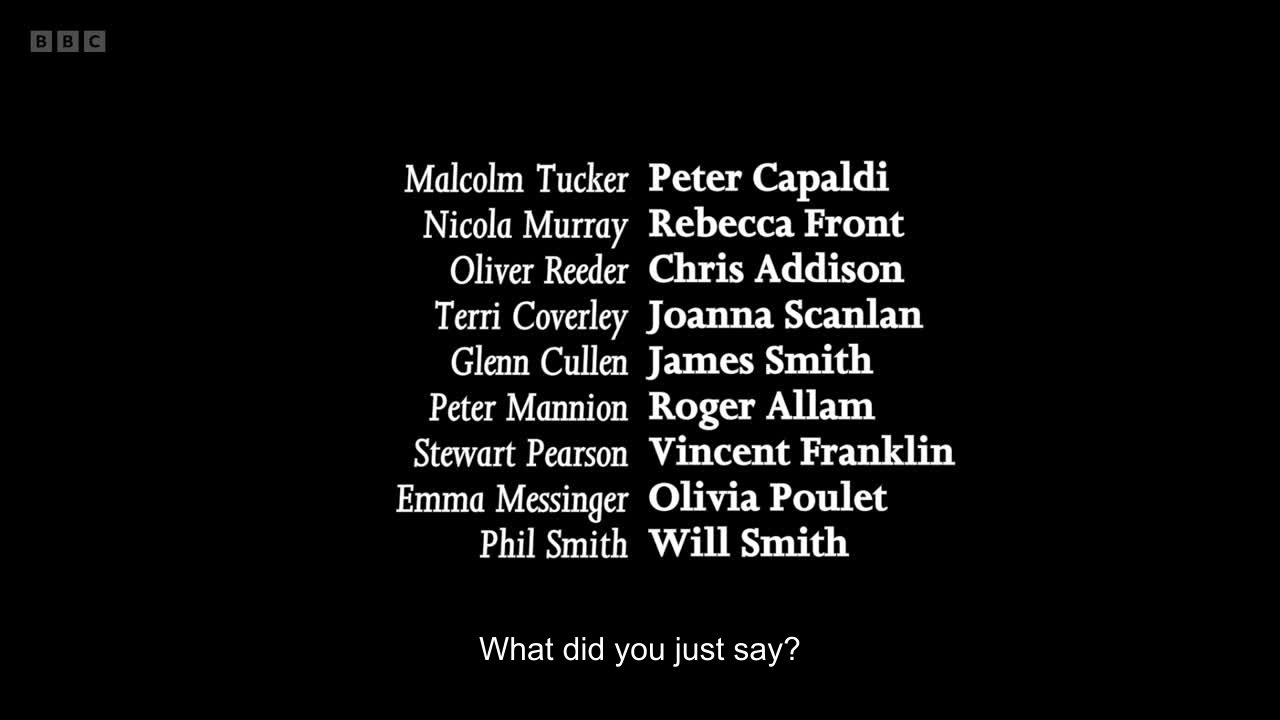 BBC
Malcolm Tucker Peter Capaldi
Nicola Murray Rebecca Front
Oliver Reeder Chris Addison
Terri Coverley Joanna Scanlan
Glenn Cullen James Smith
Peter Mannion Roger Allam
Stewart Pearson Vincent Franklin
Emma Messinger Olivia Poulet
Phil Smith Will Smith
What did you just say?